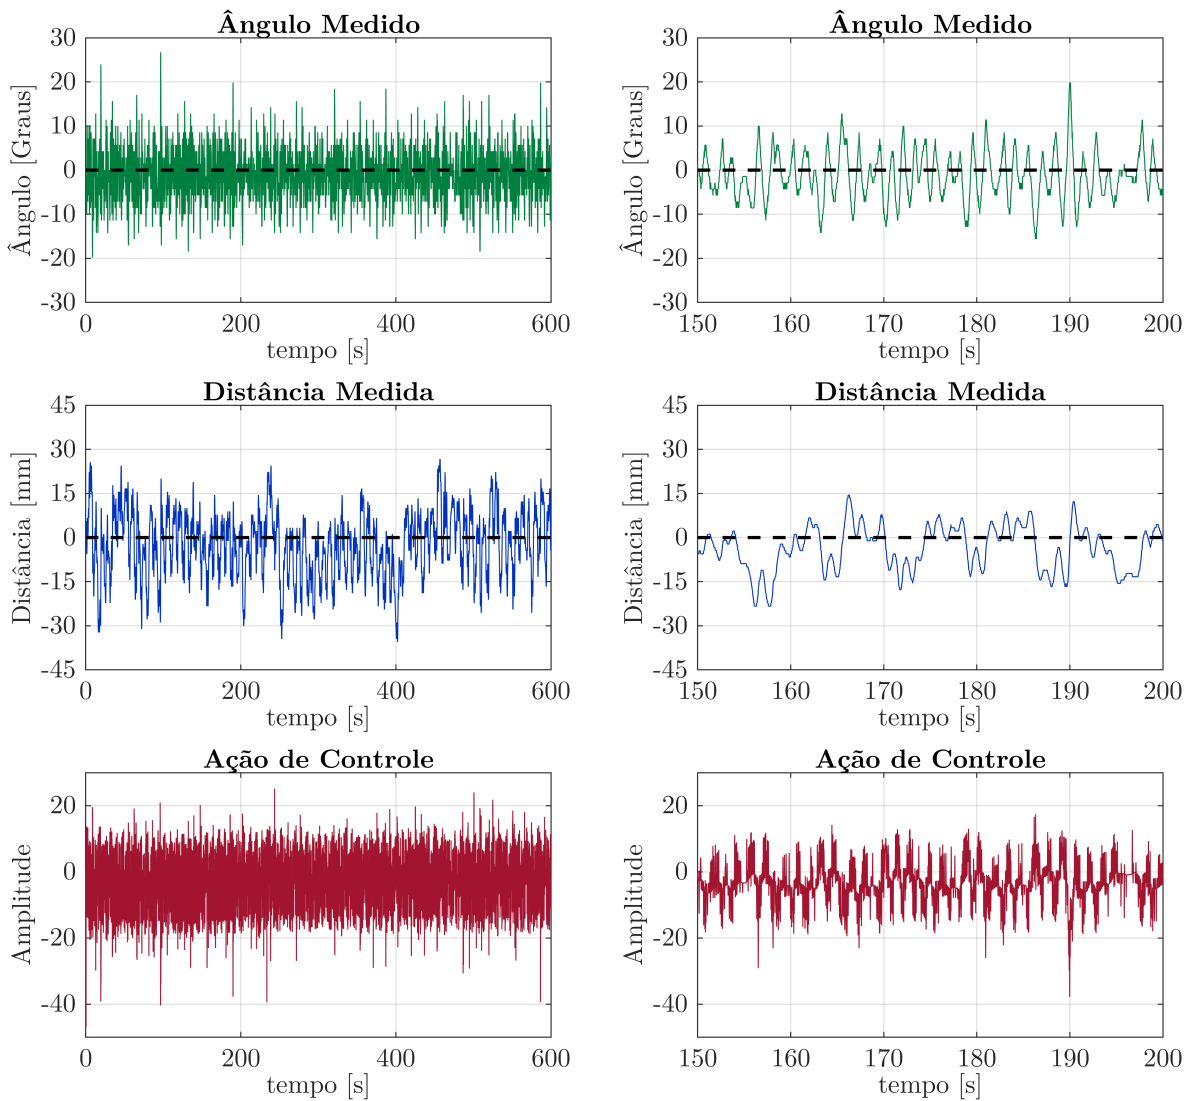 Ângulo Medido
30
20
10
0
-10
-20
-30
Ângulo [Graus]
0 200 400 600
tempo [s]
Ângulo Medido
30
20
10
0
-10
-20
-30
Ângulo [Graus]
150 160 170 180 190 200
tempo [s]
Distância Medida
45
30
15
0
-15
-30
-45
Distância [mm]
0 200 400 600
tempo [s]
Distância Medida
45
30
15
0
-15
-30
-45
Distância [mm]
150 160 170 180 190 200
tempo [s]
Ação de Controle
20
0
-20
-40
Amplitude
0 200 400 600
tempo [s]
Ação de Controle
20
0
-20
-40
Amplitude
150 160 170 180 190 200
tempo [s]